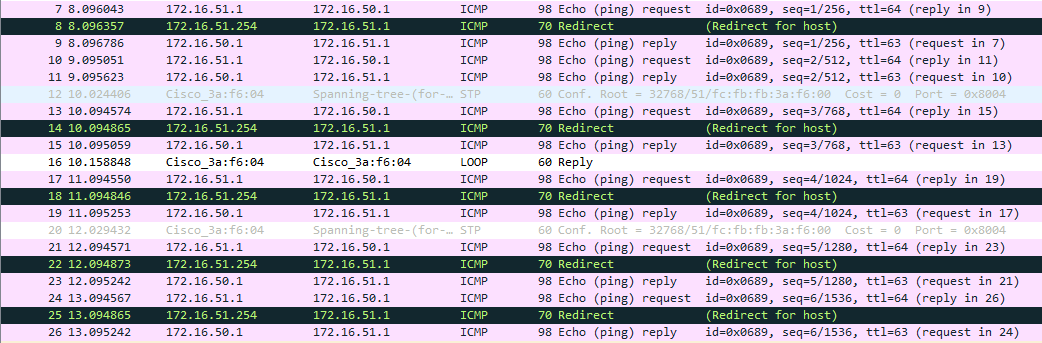 7 8.096043 172.16.51.1 172.16.50.1 ICMP 98 Echo (ping) request id=0x0689, seq=1/256, ttl=64 (reply in 9)
8 8.096357 172.16.51.254 172.16.51.1 ICMP 70 Redirect (Redirect for host)
9 8.096786 172.16.50.1 172.16.51.1 ICMP 98 Echo (ping) reply id=0x0689, seq=1/256, ttl=63 (request in 7)
10 9.095051 172.16.51.1 172.16.50.1 ICMP 98 Echo (ping) request id=0x0689, seq=2/512, ttl=64 (reply in 11)
11 9.095623 172.16.50.1 172.16.51.1 ICMP 98 Echo (ping) reply id=0x0689, seq=2/512, ttl=63 (request in 10)
12 10.024406 Cisco_3a:f6:04 Spanning-tree-(for-… STP 60 Conf. Root = 32768/51/fc:fb:fb:3a:f6:00 Cost = 0 Port = 0x8004
13 10.094574 172.16.51.1 172.16.50.1 ICMP 98 Echo (ping) request id=0x0689, seq=3/768, ttl=64 (reply in 15)
14 10.094865 172.16.51.254 172.16.51.1 ICMP 70 Redirect (Redirect for host)
15 10.095059 172.16.50.1 172.16.51.1 ICMP 98 Echo (ping) reply id=0x0689, seq=3/768, ttl=63 (request in 13)
16 10.158848 Cisco_3a:f6:04 Cisco_3a:f6:04 LOOP 60 Reply
17 11.094550 172.16.51.1 172.16.50.1 ICMP 98 Echo (ping) request id=0x0689, seq=4/1024, ttl=64 (reply in 19)
18 11.094846 172.16.51.254 172.16.51.1 ICMP 70 Redirect (Redirect for host)
19 11.095253 172.16.50.1 172.16.51.1 ICMP 98 Echo (ping) reply id=0x0689, seq=4/1024, ttl=63 (request in 17)
20 12.029432 Cisco_3a:f6:04 Spanning-tree-(for-… STP 60 Conf. Root = 32768/51/fc:fb:fb:3a:f6:00 Cost = 0 Port = 0x8004
21 12.094571 172.16.51.1 172.16.50.1 ICMP 98 Echo (ping) request id=0x0689, seq=5/1280, ttl=64 (reply in 23)
22 12.094873 172.16.51.254 172.16.51.1 ICMP 70 Redirect (Redirect for host)
23 12.095242 172.16.50.1 172.16.51.1 ICMP 98 Echo (ping) reply id=0x0689, seq=5/1280, ttl=63 (request in 21)
24 13.094567 172.16.51.1 172.16.50.1 ICMP 98 Echo (ping) request id=0x0689, seq=6/1536, ttl=64 (reply in 26)
25 13.094865 172.16.51.254 172.16.51.1 ICMP 70 Redirect (Redirect for host)
26 13.095242 172.16.50.1 172.16.51.1 ICMP 98 Echo (ping) reply id=0x0689, seq=6/1536, ttl=63 (request in 24)